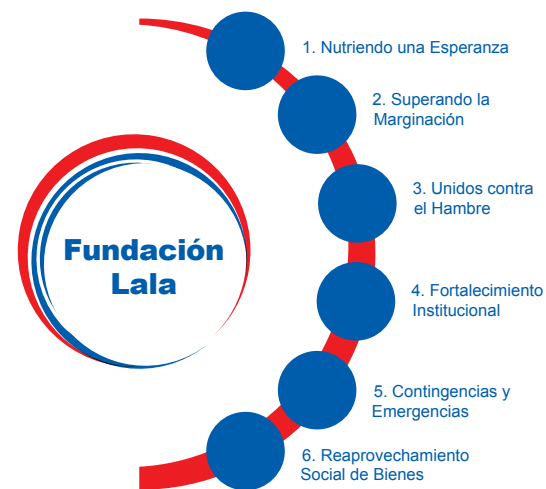 Fundación
Lala
1. Nutriendo una Esperanza
2. Superando la
Marginación
3. Unidos contra
el Hambre
4. Fortalecimiento
Institucional
5. Contingencias y
Emergencias
6. Reaprovechamiento
Social de Bienes